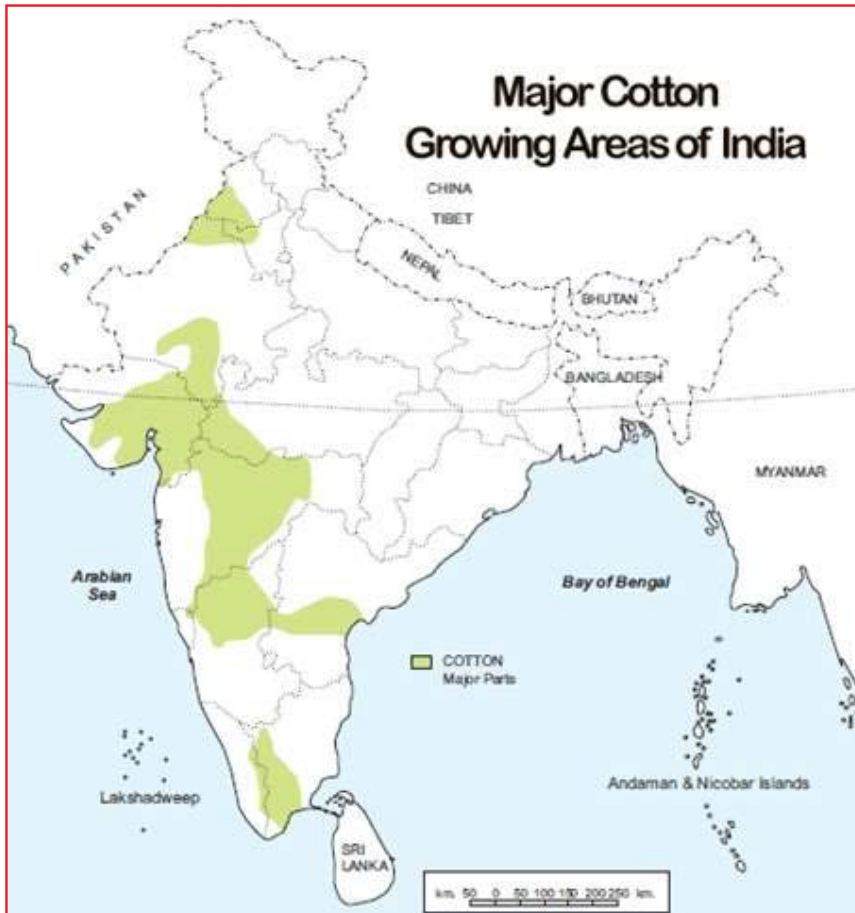 Major Cotton
Growing Areas of India
CHINA
TIBET
PAKISTAN
NEPAL
BHUTAN
BANGLADESH
MYANMAR
Arabian
Sea
Bay of Bengal
COTTON
Major Parts
Lakshadweep
Andaman & Nicobar Islands
SRI
LANKA
km. 50 0 50 100 150 200 250 km.